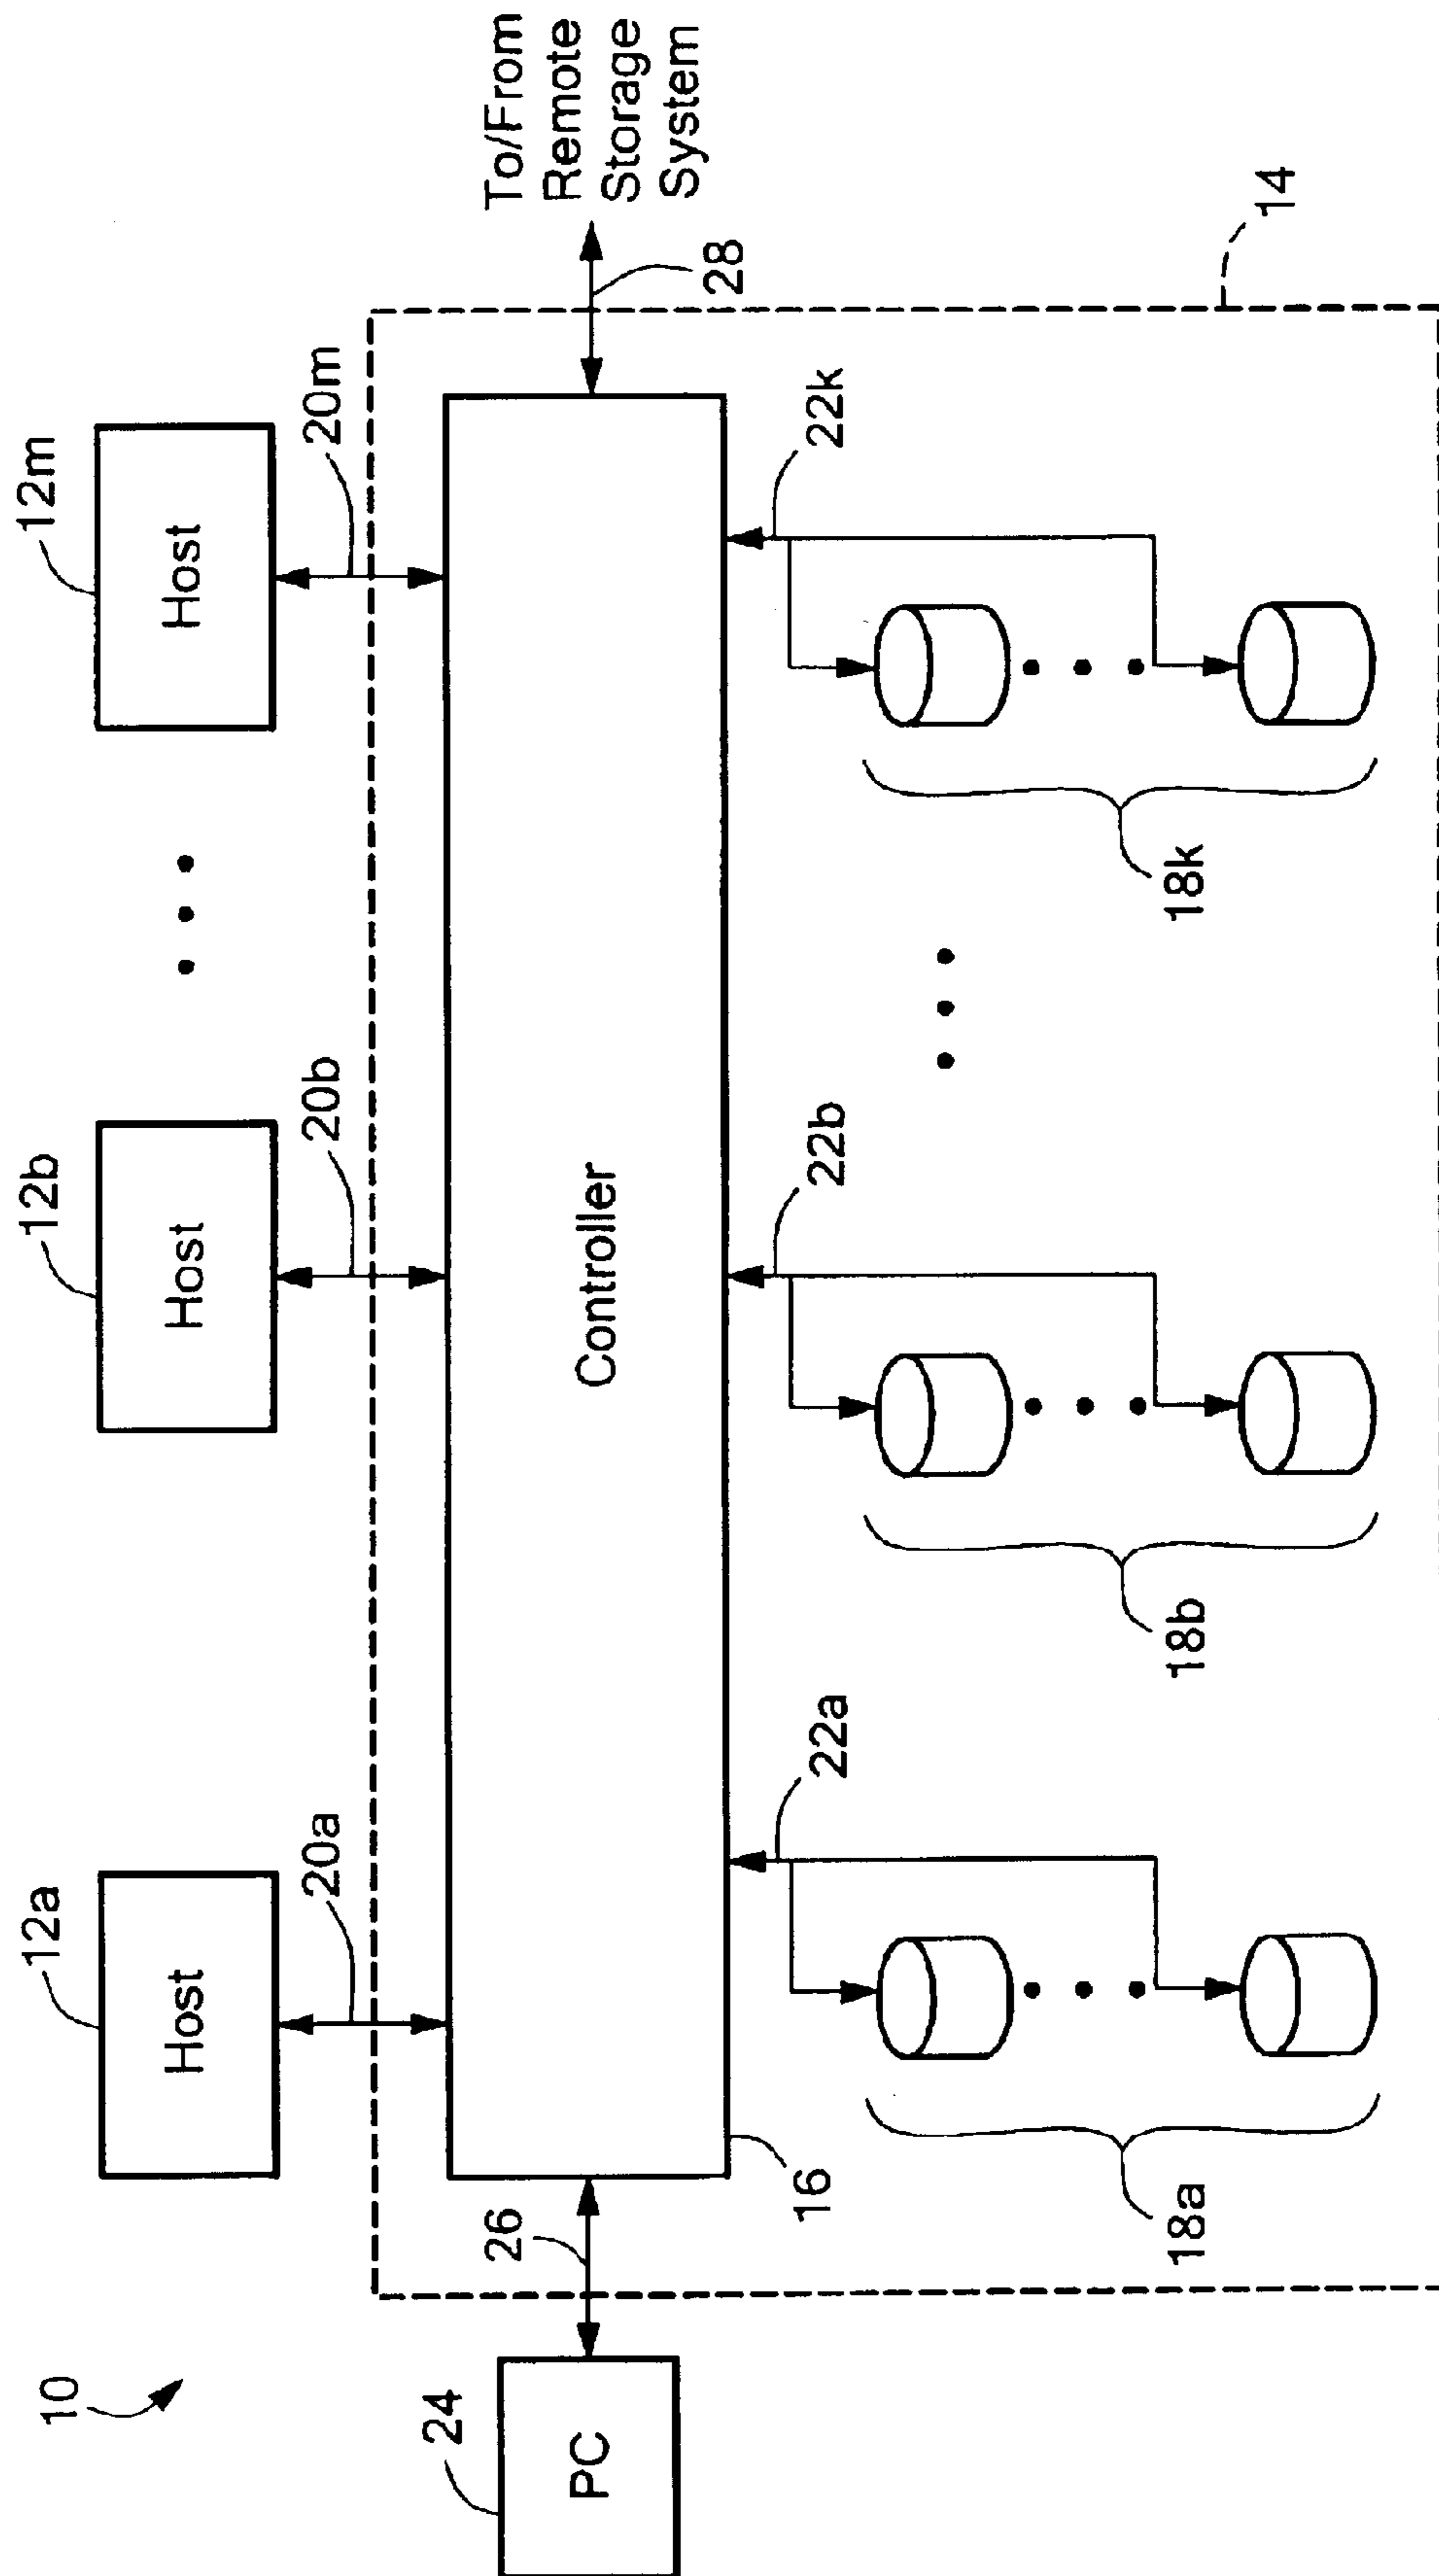 10
12a
Host
12b
Host
12m
Host
20a
20b
20m
To/From
Remote
Storage
System
24
PC
26
Controller
28
16
22a
22b
22k
14
18a
18b
18k